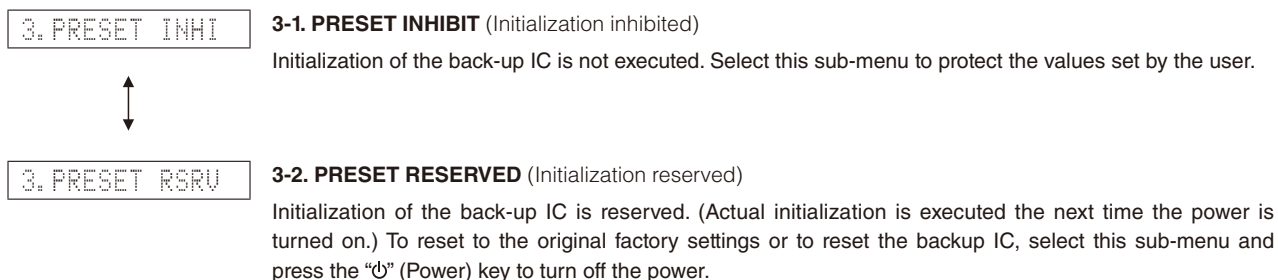 3. PRESET INHI
3-1. PRESET INHIBIT (Initialization inhibited)
Initialization of the back-up IC is not executed. Select this sub-menu to protect the values set by the user.
3. PRESET RSRV
3-2. PRESET RESERVED (Initialization reserved)
Initialization of the back-up IC is reserved. (Actual initialization is executed the next time the power is
turned on.) To reset to the original factory settings or to reset the backup IC, select this sub-menu and
press the “⏻” (Power) key to turn off the power.